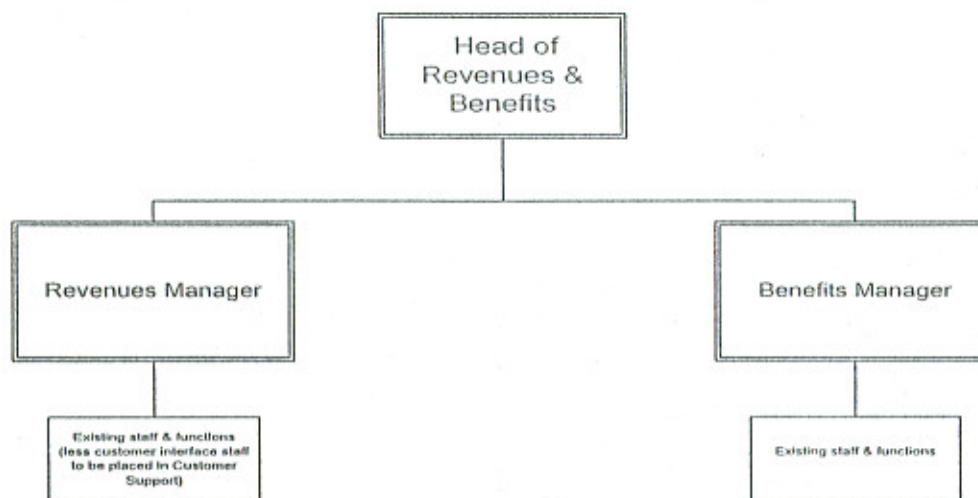 Head of
Revenues &
Benefits
Revenues Manager
Benefits Manager
Existing staff & functions
(less customer interface staff
to be placed in Customer
Support)
Existing staff & functions